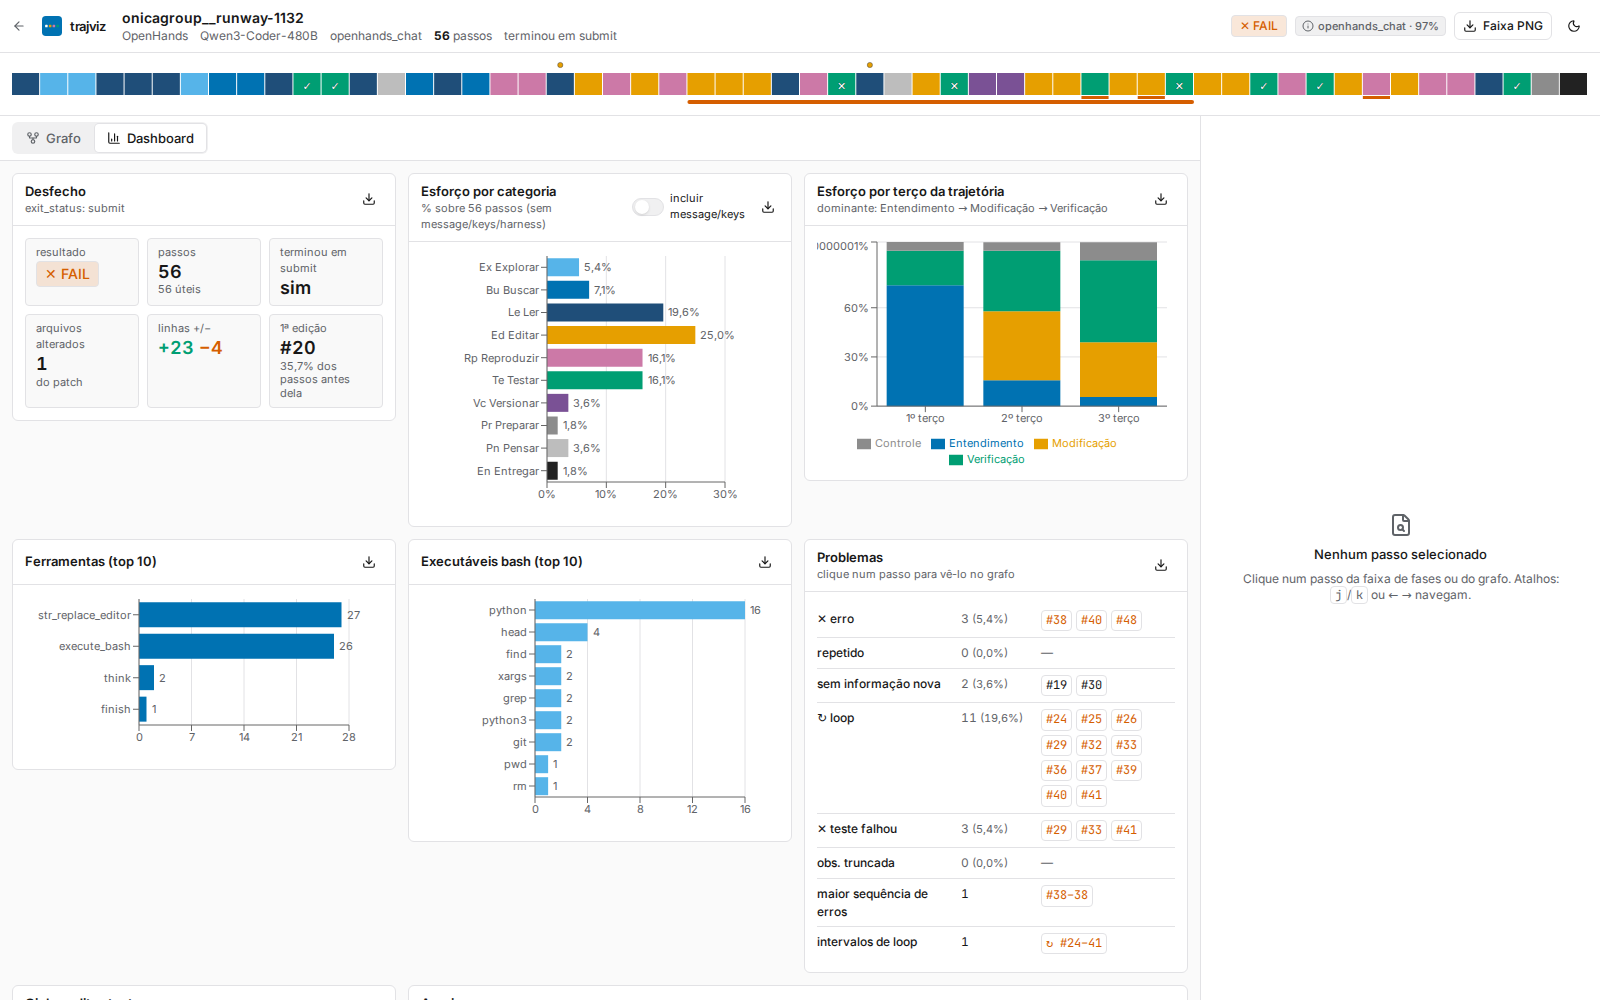 trajviz
onicagroup__runway-1132
OpenHands Qwen3-Coder-480B openhands_chat 56 passos terminou em submit
✕ FAIL
openhands_chat · 97%
Faixa PNG
✓ ✓ ✕ ✕ ✕ ✓ ✓ ✓
Grafo
Dashboard
Desfecho
exit_status: submit
resultado
✕ FAIL
passos
56
56 úteis
terminou em
submit
sim
arquivos
alterados
1
do patch
linhas +/−
+23 −4
1ª edição
#20
35,7% dos
passos antes
dela
Esforço por categoria
% sobre 56 passos (sem
message/keys/harness)
incluir
message/keys
Ex Explorar 5,4%
Bu Buscar 7,1%
Le Ler 19,6%
Ed Editar 25,0%
Rp Reproduzir 16,1%
Te Testar 16,1%
Vc Versionar 3,6%
Pr Preparar 1,8%
Pn Pensar 3,6%
En Entregar 1,8%
0% 10% 20% 30%
Esforço por terço da trajetória
dominante: Entendimento → Modificação → Verificação
0000001%
60%
30%
0%
1º terço 2º terço 3º terço
Controle Entendimento Modificação
Verificação
Ferramentas (top 10)
str_replace_editor 27
execute_bash 26
think 2
finish 1
0 7 14 21 28
Executáveis bash (top 10)
python 16
head 4
find 2
xargs 2
grep 2
python3 2
git 2
pwd 1
rm 1
0 4 8 12 16
Problemas
clique num passo para vê-lo no grafo
✕ erro 3 (5,4%) #38 #40 #48
repetido 0 (0,0%) —
sem informação nova 2 (3,6%) #19 #30
↻ loop 11 (19,6%) #24 #25 #26
#29 #32 #33
#36 #37 #39
#40 #41
✕ teste falhou 3 (5,4%) #29 #33 #41
obs. truncada 0 (0,0%) —
maior sequência de
erros 1 #38–38
intervalos de loop 1 ↻ #24–41
Nenhum passo selecionado
Clique num passo da faixa de fases ou do grafo. Atalhos:
j / k ou ← → navegam.